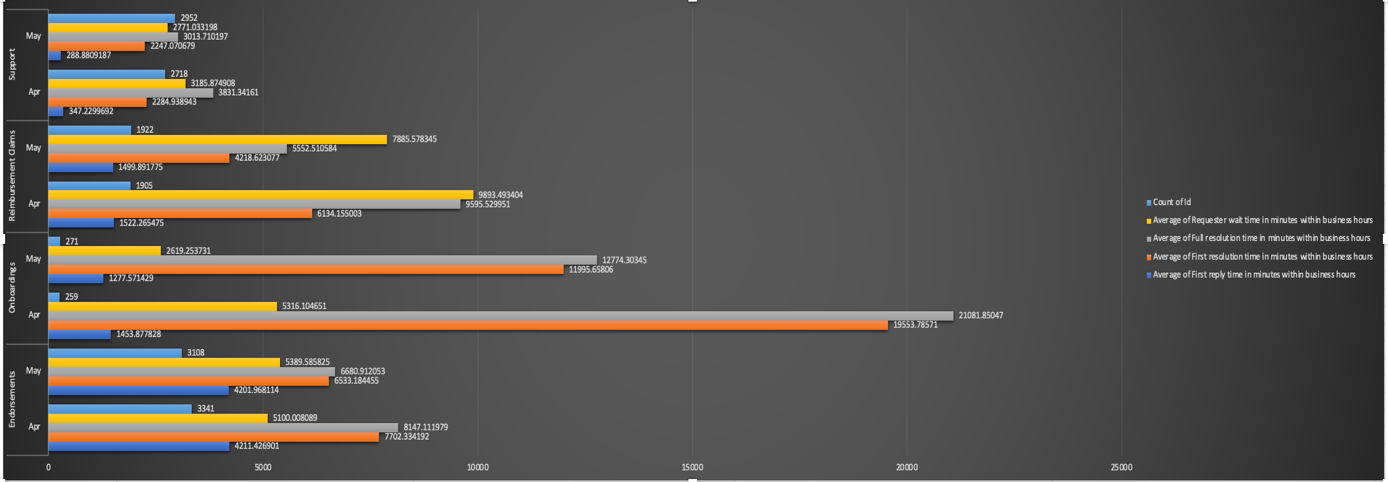 Support
May
2952
2771.033198
3013.710197
2247.070679
288.8809187
Apr
2718
3185.874908
3831.34161
2284.938943
347.2299692
Reimbursement Claims
May
1922
7885.578345
5552.510584
4218.623077
1499.891775
Apr
1905
9893.493404
9595.529951
6134.155003
1522.265475
Onboardings
May
271
2619.253731
12774.30345
11995.65806
1277.571429
Apr
259
5316.104651
21081.85047
19553.78571
1453.877828
Endorsements
May
3108
5389.585825
6680.912053
6533.184455
4201.968114
Apr
3341
5100.008089
8147.111979
7702.334192
4211.426901
0 5000 10000 15000 20000 25000
Count of Id
Average of Requester wait time in minutes within business hours
Average of Full resolution time in minutes within business hours
Average of First resolution time in minutes within business hours
Average of First reply time in minutes within business hours